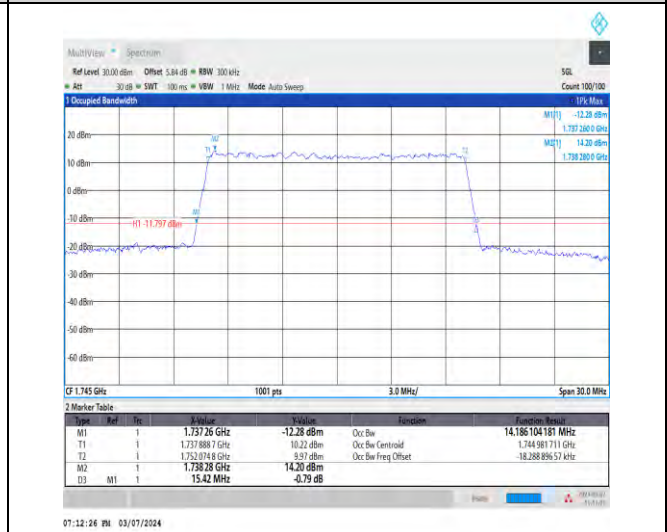 MultiView Spectrum
Ref Level 30.00 dBm Offset 5.84 dB RBW 300 kHz SGL
Att 30 dB SWT 100 ms VBW 1 MHz Mode Auto Sweep Count 100/100
1 Occupied Bandwidth 1Pk Max
M1[1] -12.28 dBm
1.737 260 0 GHz
M2[1] 14.20 dBm
1.738 280 0 GHz
20 dBm
M2
T1
T2
10 dBm
0 dBm
M1
-10 dBm
H1 -11.797 dBm
-20 dBm
-30 dBm
-40 dBm
-50 dBm
-60 dBm
CF 1.745 GHz 1001 pts 3.0 MHz/ Span 30.0 MHz
2 Marker Table
Type Ref Trc X-Value Y-Value Function Function Result
M1 1 1.737 26 GHz -12.28 dBm Occ Bw 14.186 104 181 MHz
T1 1 1.737 888 7 GHz 10.22 dBm Occ Bw Centroid 1.744 981 711 GHz
T2 1 1.752 074 8 GHz 9.97 dBm Occ Bw Freq Offset -18.288 896 57 kHz
M2 1 1.738 28 GHz 14.20 dBm
D3 M1 1 15.42 MHz -0.79 dB
07:12:26 PM 03/07/2024